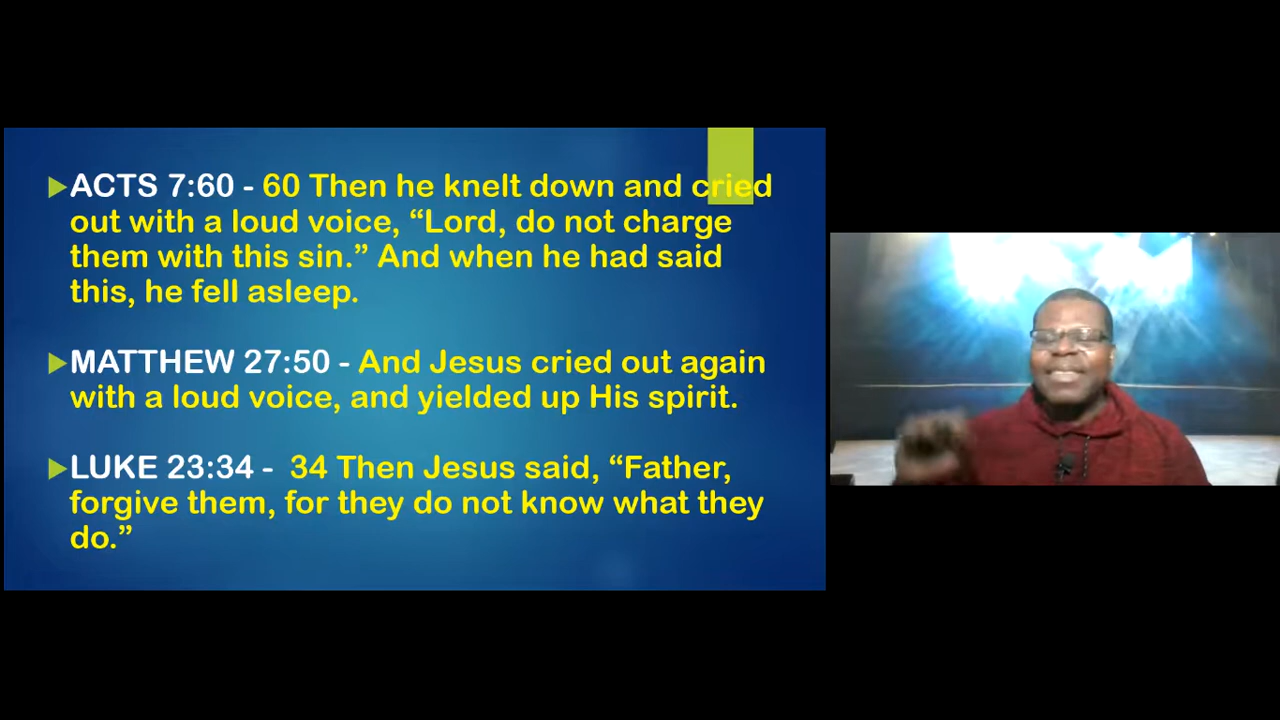 ACTS 7:60 - 60 Then he knelt down and cried
out with a loud voice, “Lord, do not charge
them with this sin.” And when he had said
this, he fell asleep.
MATTHEW 27:50 - And Jesus cried out again
with a loud voice, and yielded up His spirit.
LUKE 23:34 - 34 Then Jesus said, “Father,
forgive them, for they do not know what they
do.”